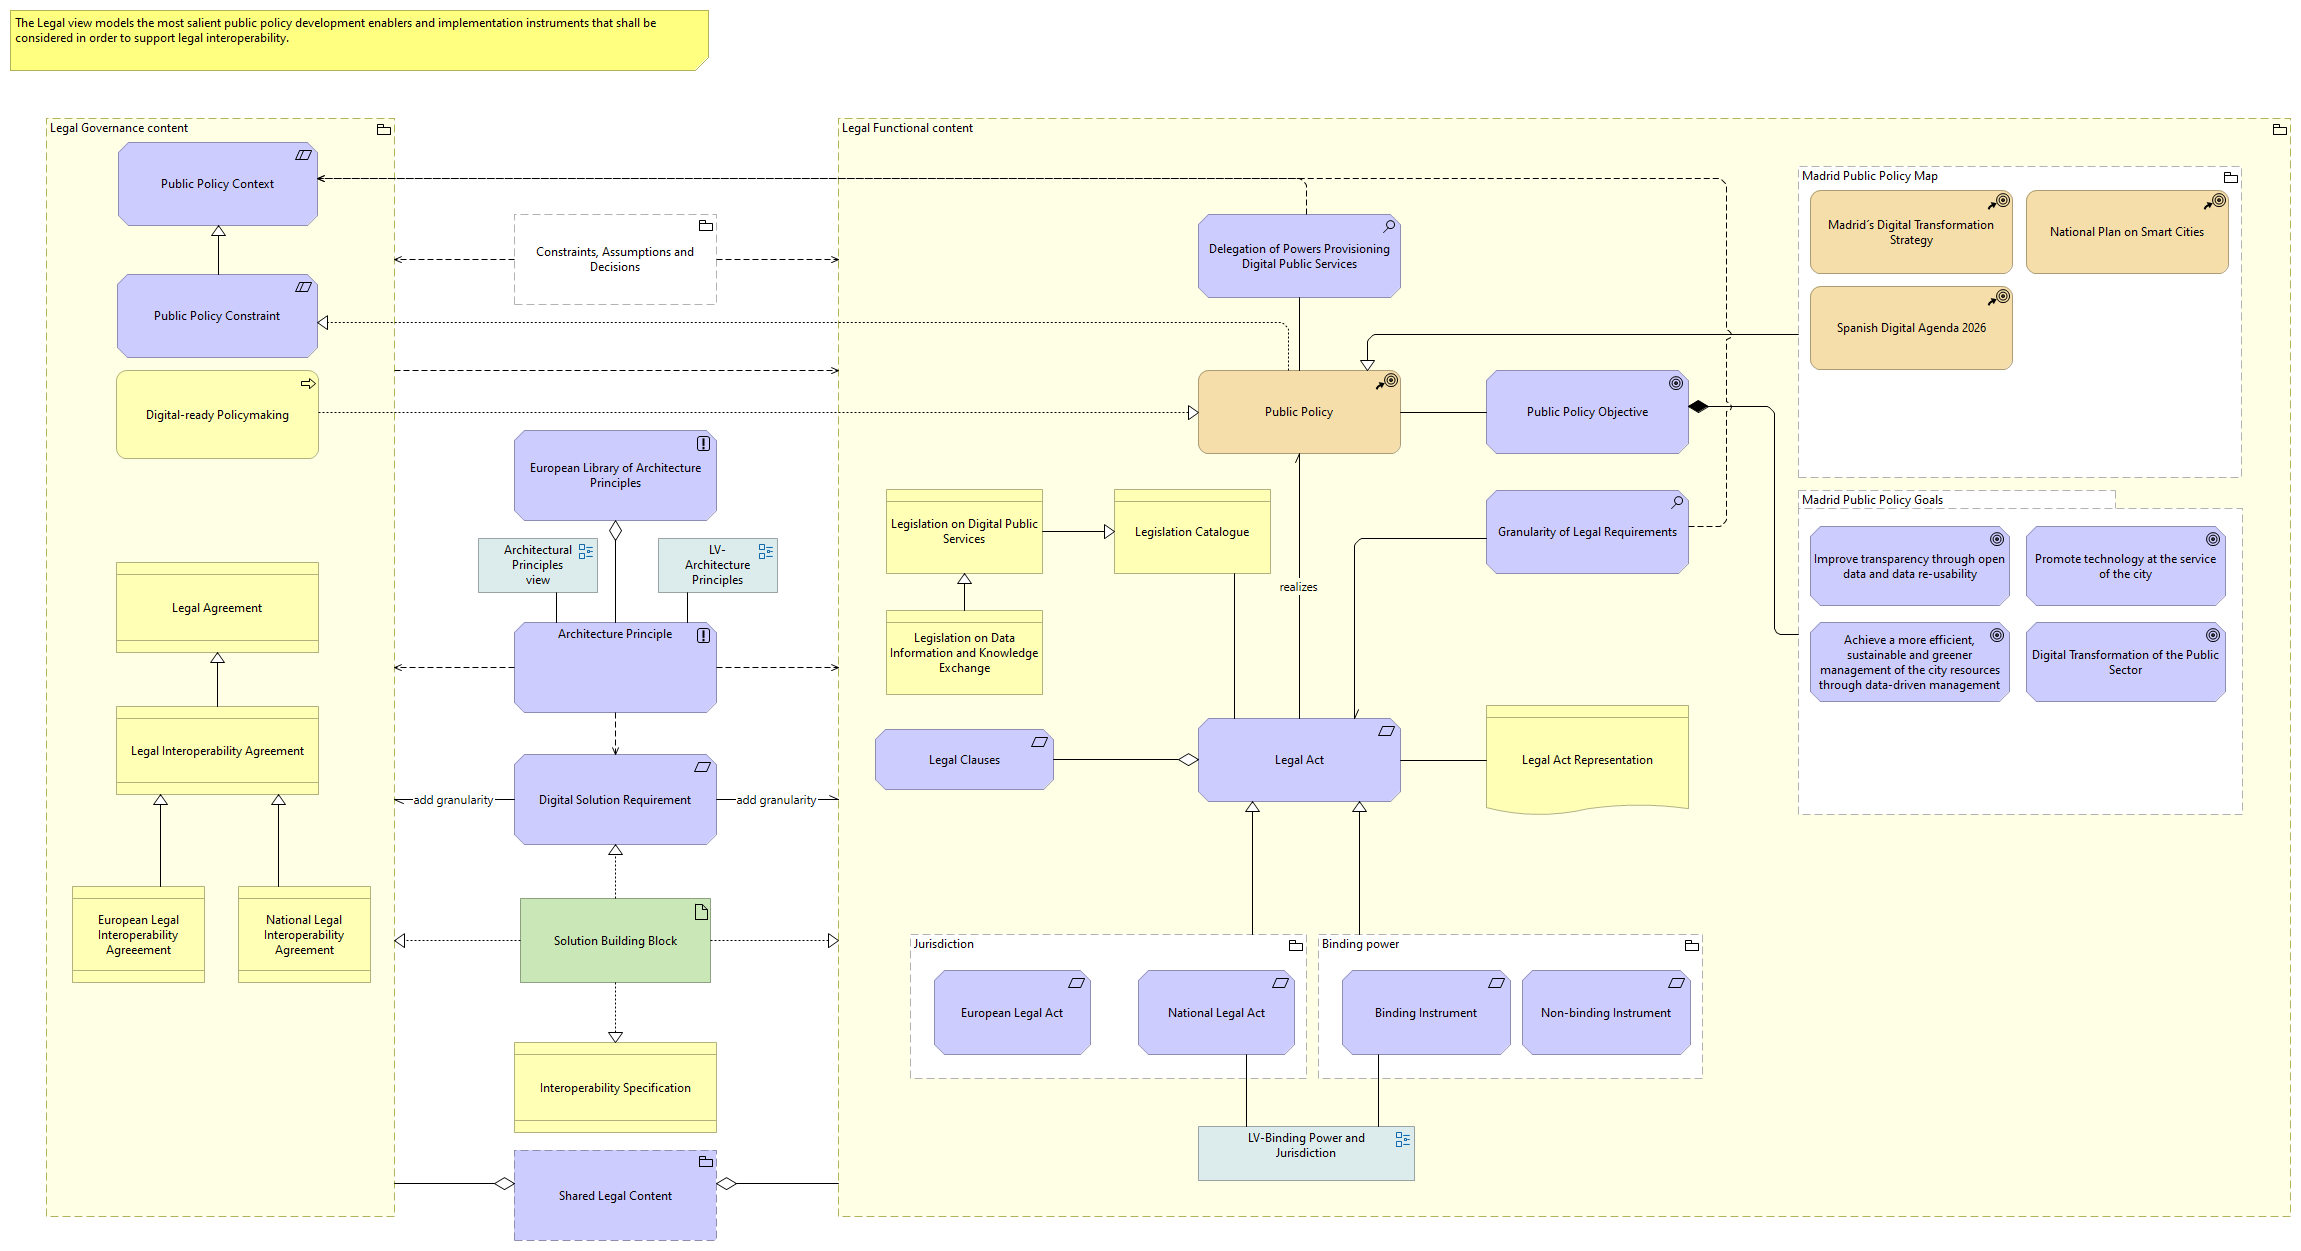 The Legal view models the most salient public policy development enablers and implementation instruments that shall be
considered in order to support legal interoperability.
Legal Governance content
Public Policy Context
Public Policy Constraint
Digital-ready Policymaking
Legal Agreement
Legal Interoperability Agreement
European Legal
Interoperability
Agreeement
National Legal
Interoperability
Agreement
Constraints, Assumptions and
Decisions
European Library of Architecture
Principles
Architectural
Principles
view
LV-
Architecture
Principles
Architecture Principle
add granularity
Digital Solution Requirement
add granularity
Solution Building Block
Interoperability Specification
Shared Legal Content
Legal Functional content
Delegation of Powers Provisioning
Digital Public Services
Public Policy
Public Policy Objective
Legislation on Digital Public
Services
Legislation Catalogue
Granularity of Legal Requirements
realizes
Legislation on Data
Information and Knowledge
Exchange
Legal Clauses
Legal Act
Legal Act Representation
Jurisdiction
European Legal Act
National Legal Act
Binding power
Binding Instrument
Non-binding Instrument
LV-Binding Power and
Jurisdiction
Madrid Public Policy Map
Madrid´s Digital Transformation
Strategy
National Plan on Smart Cities
Spanish Digital Agenda 2026
Madrid Public Policy Goals
Improve transparency through open
data and data re-usability
Promote technology at the service
of the city
Achieve a more efficient,
sustainable and greener
management of the city resources
through data-driven management
Digital Transformation of the Public
Sector